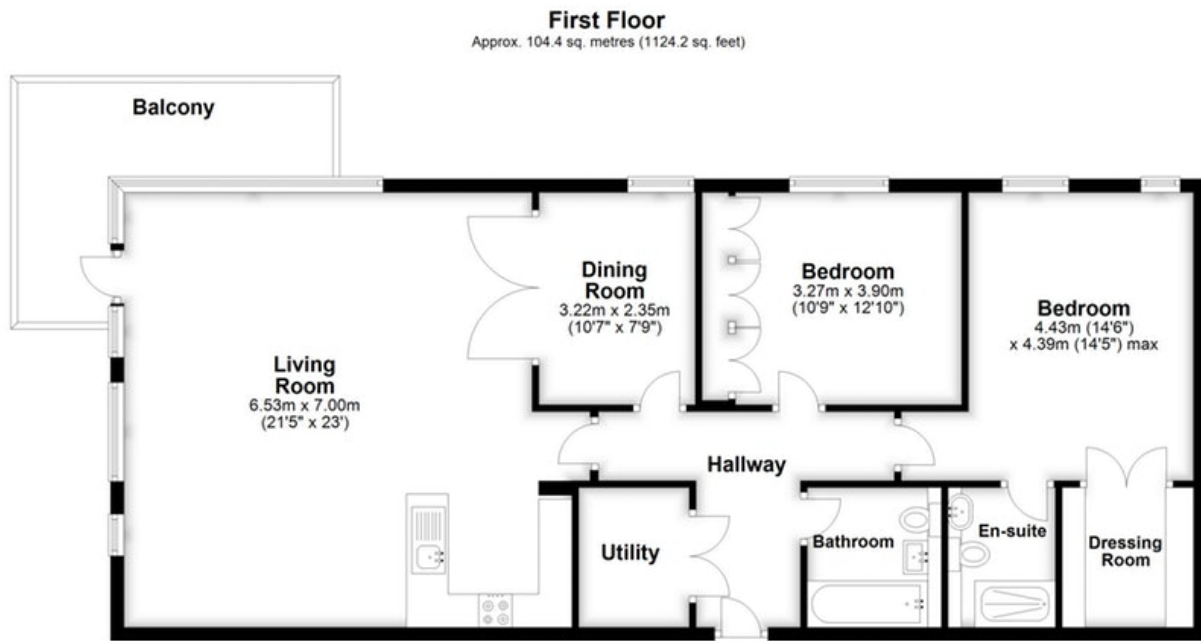 First Floor
Approx. 104.4 sq. metres (1124.2 sq. feet)
Balcony
Living
Room
6.53m x 7.00m
(21'5" x 23')
Dining
Room
3.22m x 2.35m
(10'7" x 7'9")
Bedroom
3.27m x 3.90m
(10'9" x 12'10")
Bedroom
4.43m (14'6")
x 4.39m (14'5") max
Hallway
Utility
Bathroom
En-suite
Dressing
Room